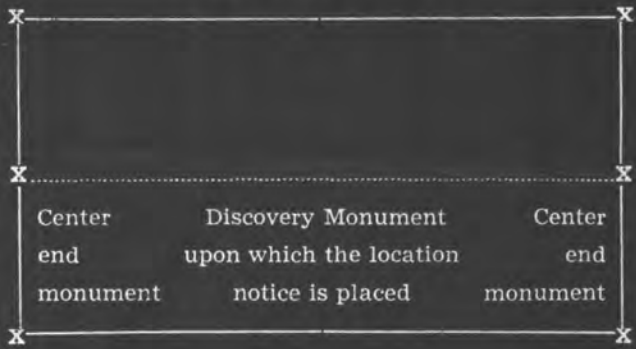 X X
X X
Center Discovery Monument Center
end upon which the location end
monument notice is placed monument
X X